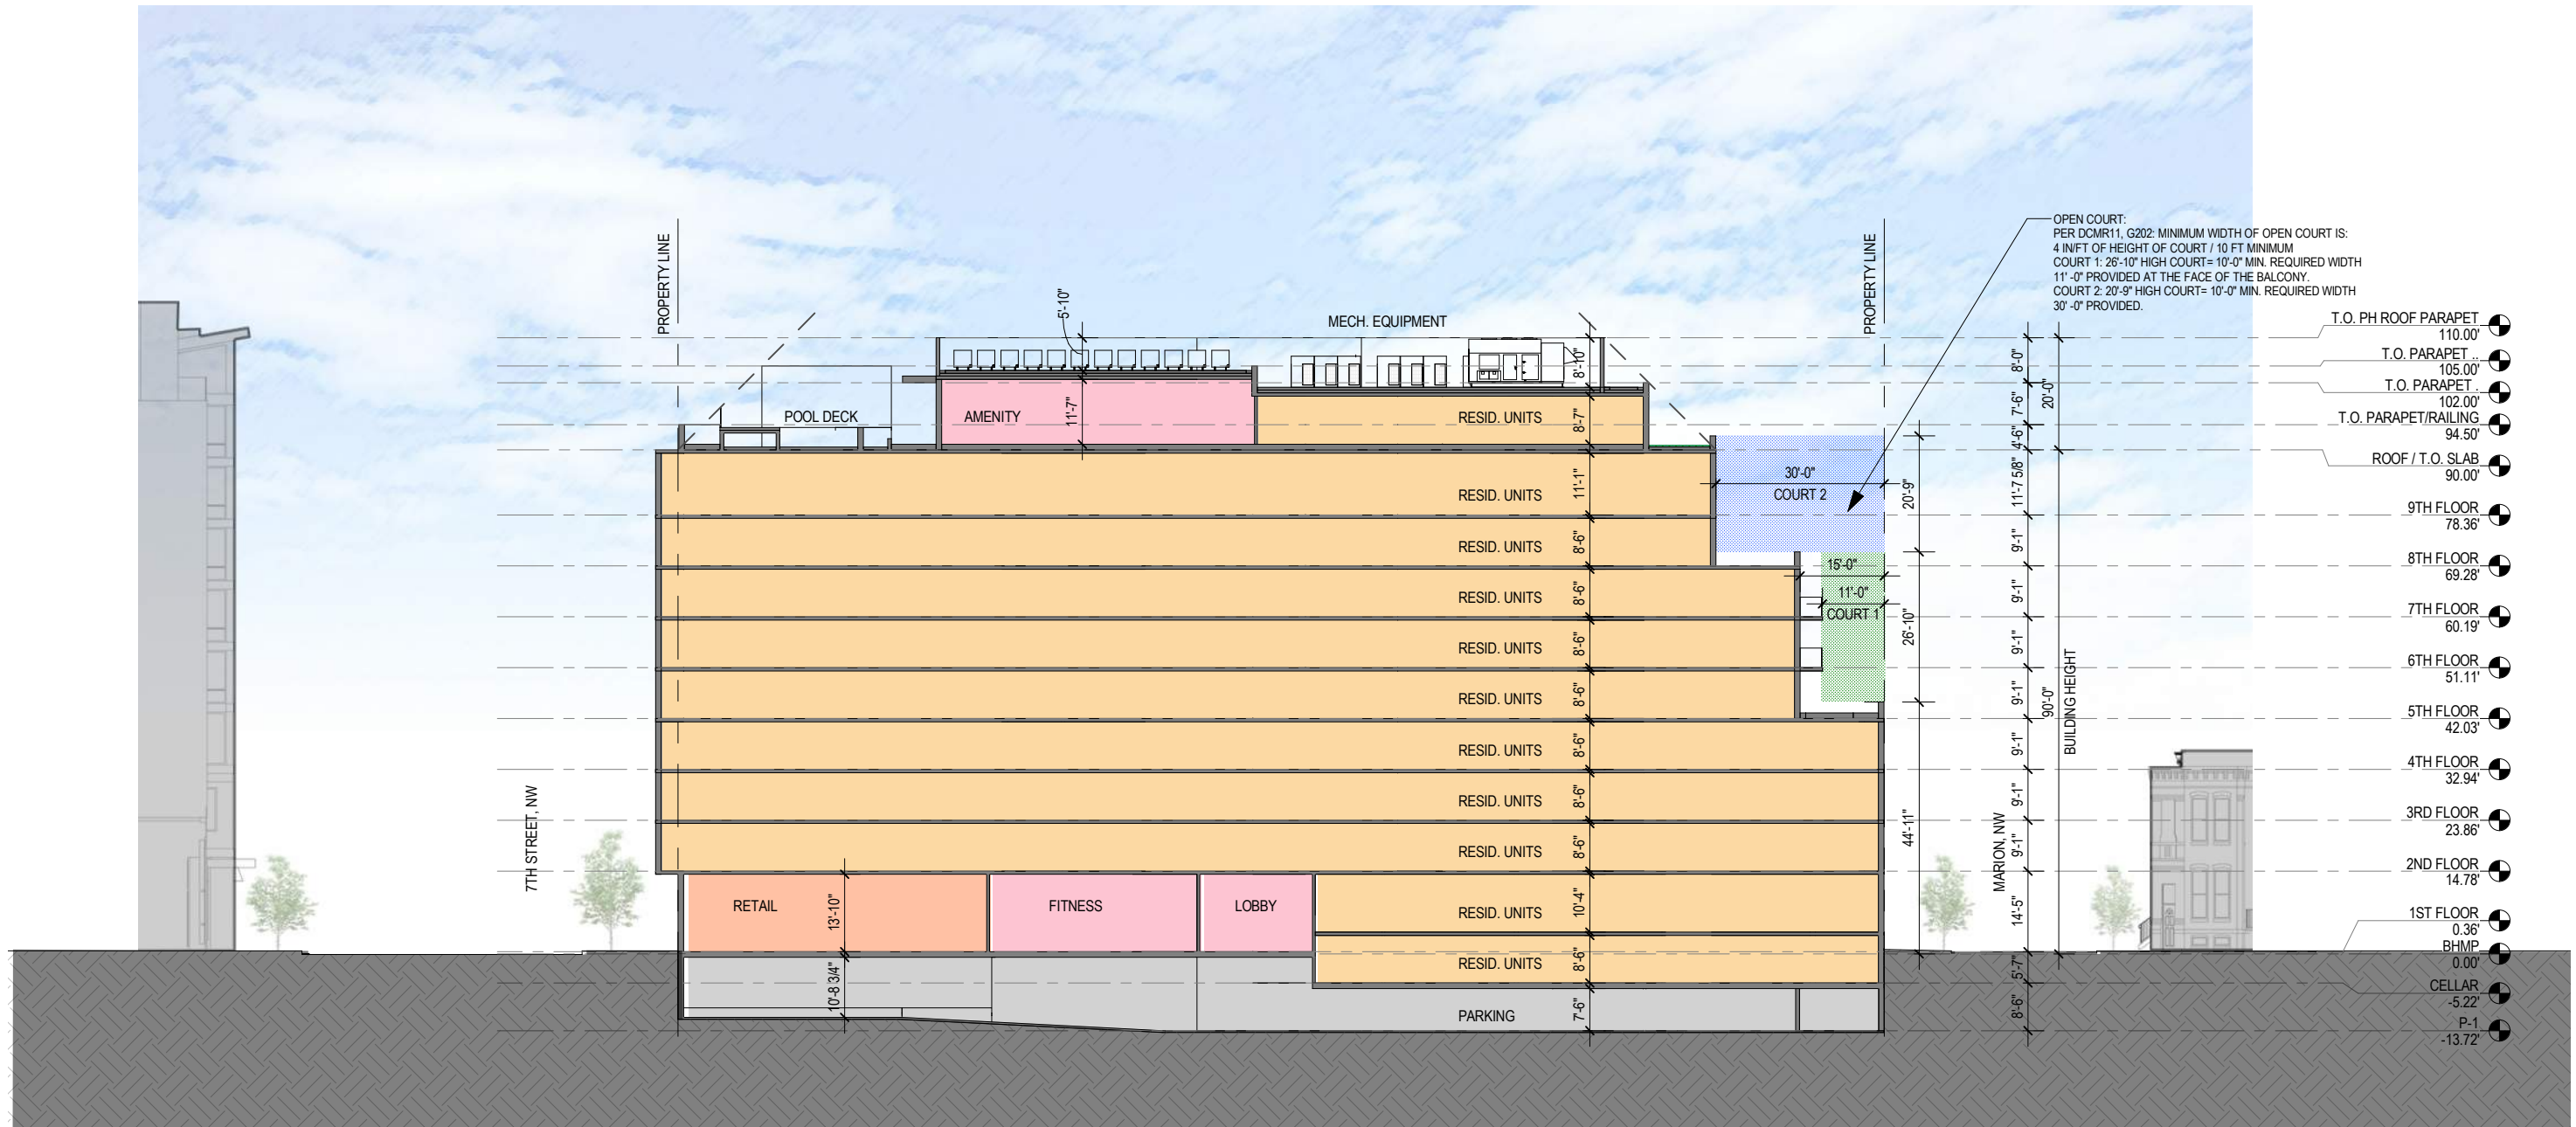 OPEN COURT:
PER DCMR11, G202: MINIMUM WIDTH OF OPEN COURT IS:
4 IN/FT OF HEIGHT OF COURT / 10 FT MINIMUM
COURT 1: 26'-10" HIGH COURT= 10'-0" MIN. REQUIRED WIDTH
11' -0" PROVIDED AT THE FACE OF THE BALCONY.
COURT 2: 20'-9" HIGH COURT= 10'-0" MIN. REQUIRED WIDTH
30' -0" PROVIDED.
PROPERTY LINE
PROPERTY LINE
5'-10"
MECH. EQUIPMENT
8'-10"
POOL DECK
AMENITY
11'-7"
RESID. UNITS
8'-7"
RESID. UNITS
11'-1"
30'-0"
COURT 2
20'-9"
RESID. UNITS
8'-6"
15'-0"
RESID. UNITS
8'-6"
11'-0"
COURT 1
26'-10"
RESID. UNITS
8'-6"
RESID. UNITS
8'-6"
RESID. UNITS
8'-6"
RESID. UNITS
8'-6"
RESID. UNITS
8'-6"
44'-11"
7TH STREET, NW
MARION, NW
RETAIL
13'-10"
FITNESS
LOBBY
RESID. UNITS
10'-4"
RESID. UNITS
8'-6"
10'-8 3/4"
PARKING
7'-6"
8'-0"
20'-0"
7'-6"
4'-6"
11'-7 5/8"
9'-1"
9'-1"
9'-1"
9'-1"
9'-1"
9'-1"
9'-1"
14'-5"
5'-7"
8'-6"
90'-0"
BUILDING HEIGHT
T.O. PH ROOF PARAPET
110.00'
T.O. PARAPET ..
105.00'
T.O. PARAPET .
102.00'
T.O. PARAPET/RAILING
94.50'
ROOF / T.O. SLAB
90.00'
9TH FLOOR
78.36'
8TH FLOOR
69.28'
7TH FLOOR
60.19'
6TH FLOOR
51.11'
5TH FLOOR
42.03'
4TH FLOOR
32.94'
3RD FLOOR
23.86'
2ND FLOOR
14.78'
1ST FLOOR
0.36'
BHMP
0.00'
CELLAR
-5.22'
P-1
-13.72'